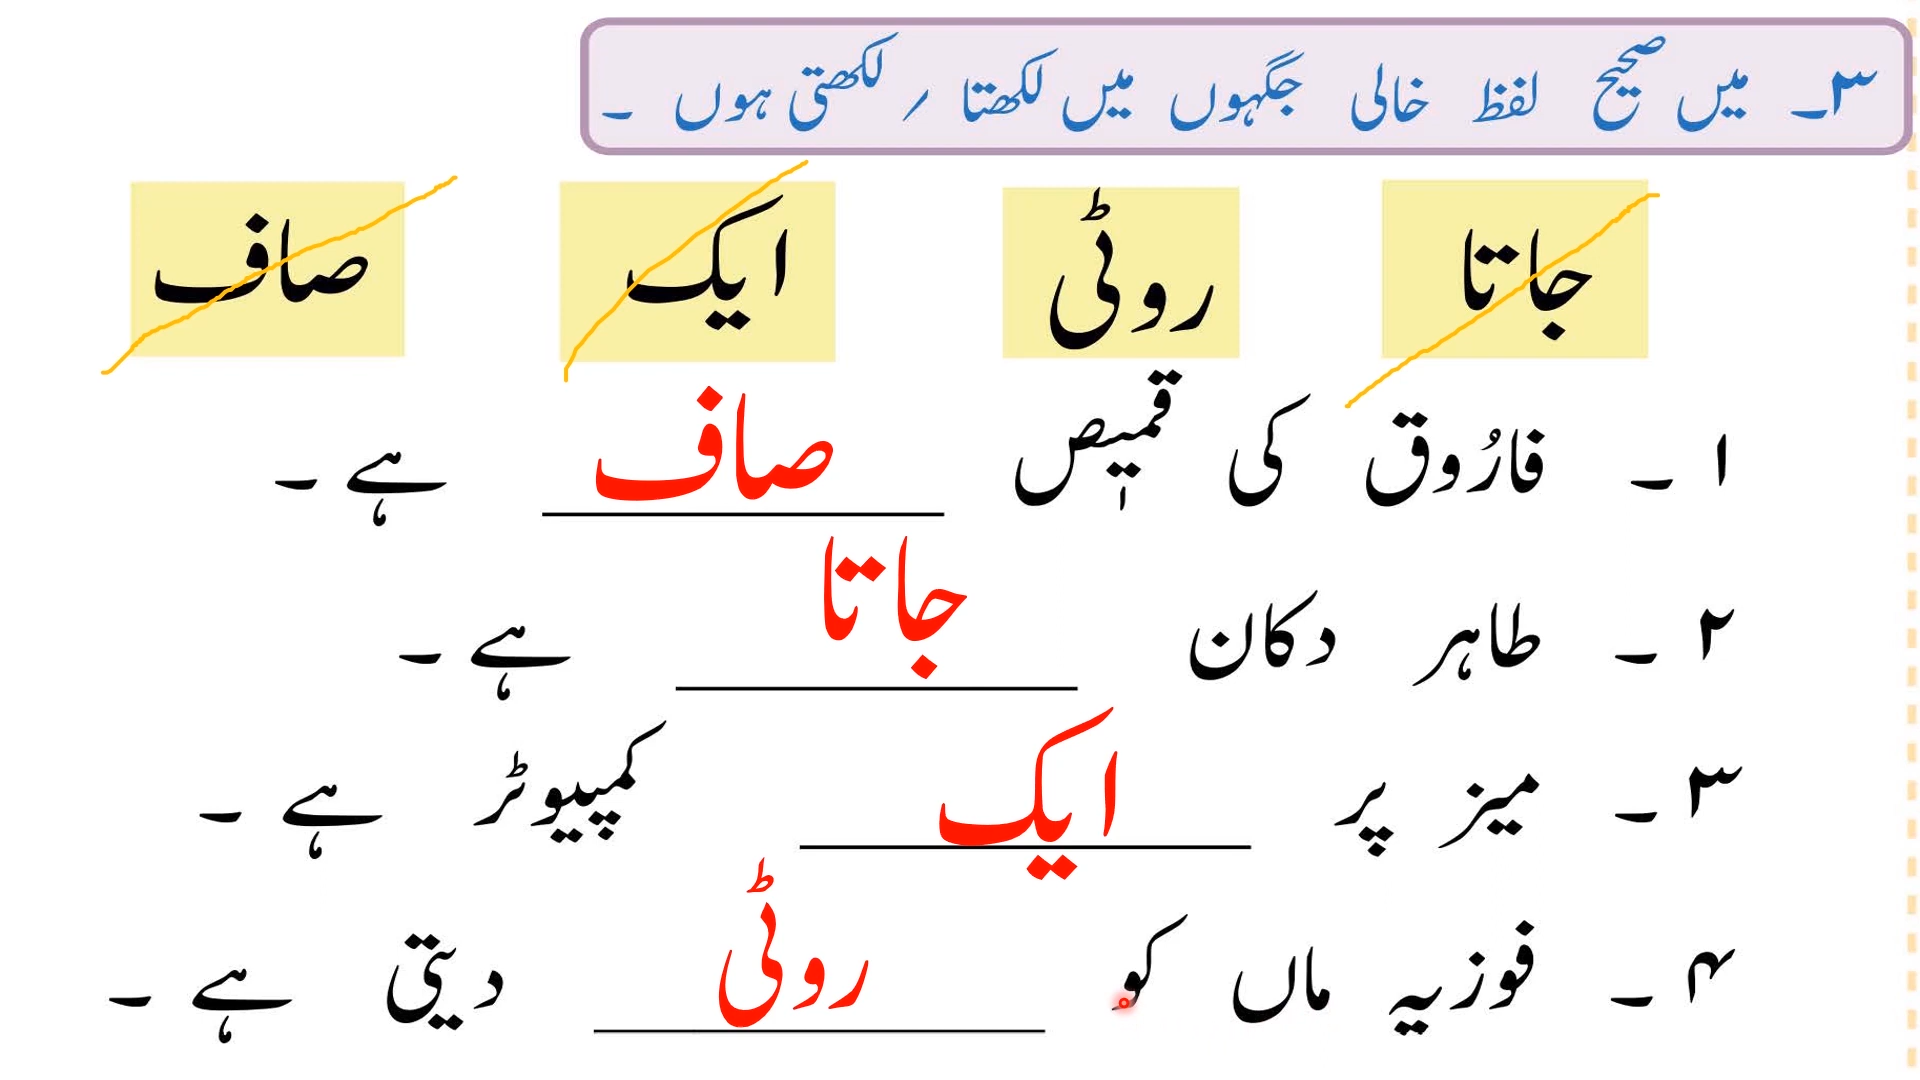 ۳۔ میں صحیح لفظ خالی جگہوں میں لکھتا / لکھتی ہوں ۔
جاتا روٹی ایک صاف
۱ ۔ فارُوق کی قمیٖص صاف ہے ۔
۲ ۔ طاہر دکان جاتا ہے ۔
۳ ۔ میز پر ایک کمپیوٹر ہے ۔
۴ ۔ فوزیہ ماں کو روٹی دیتی ہے ۔